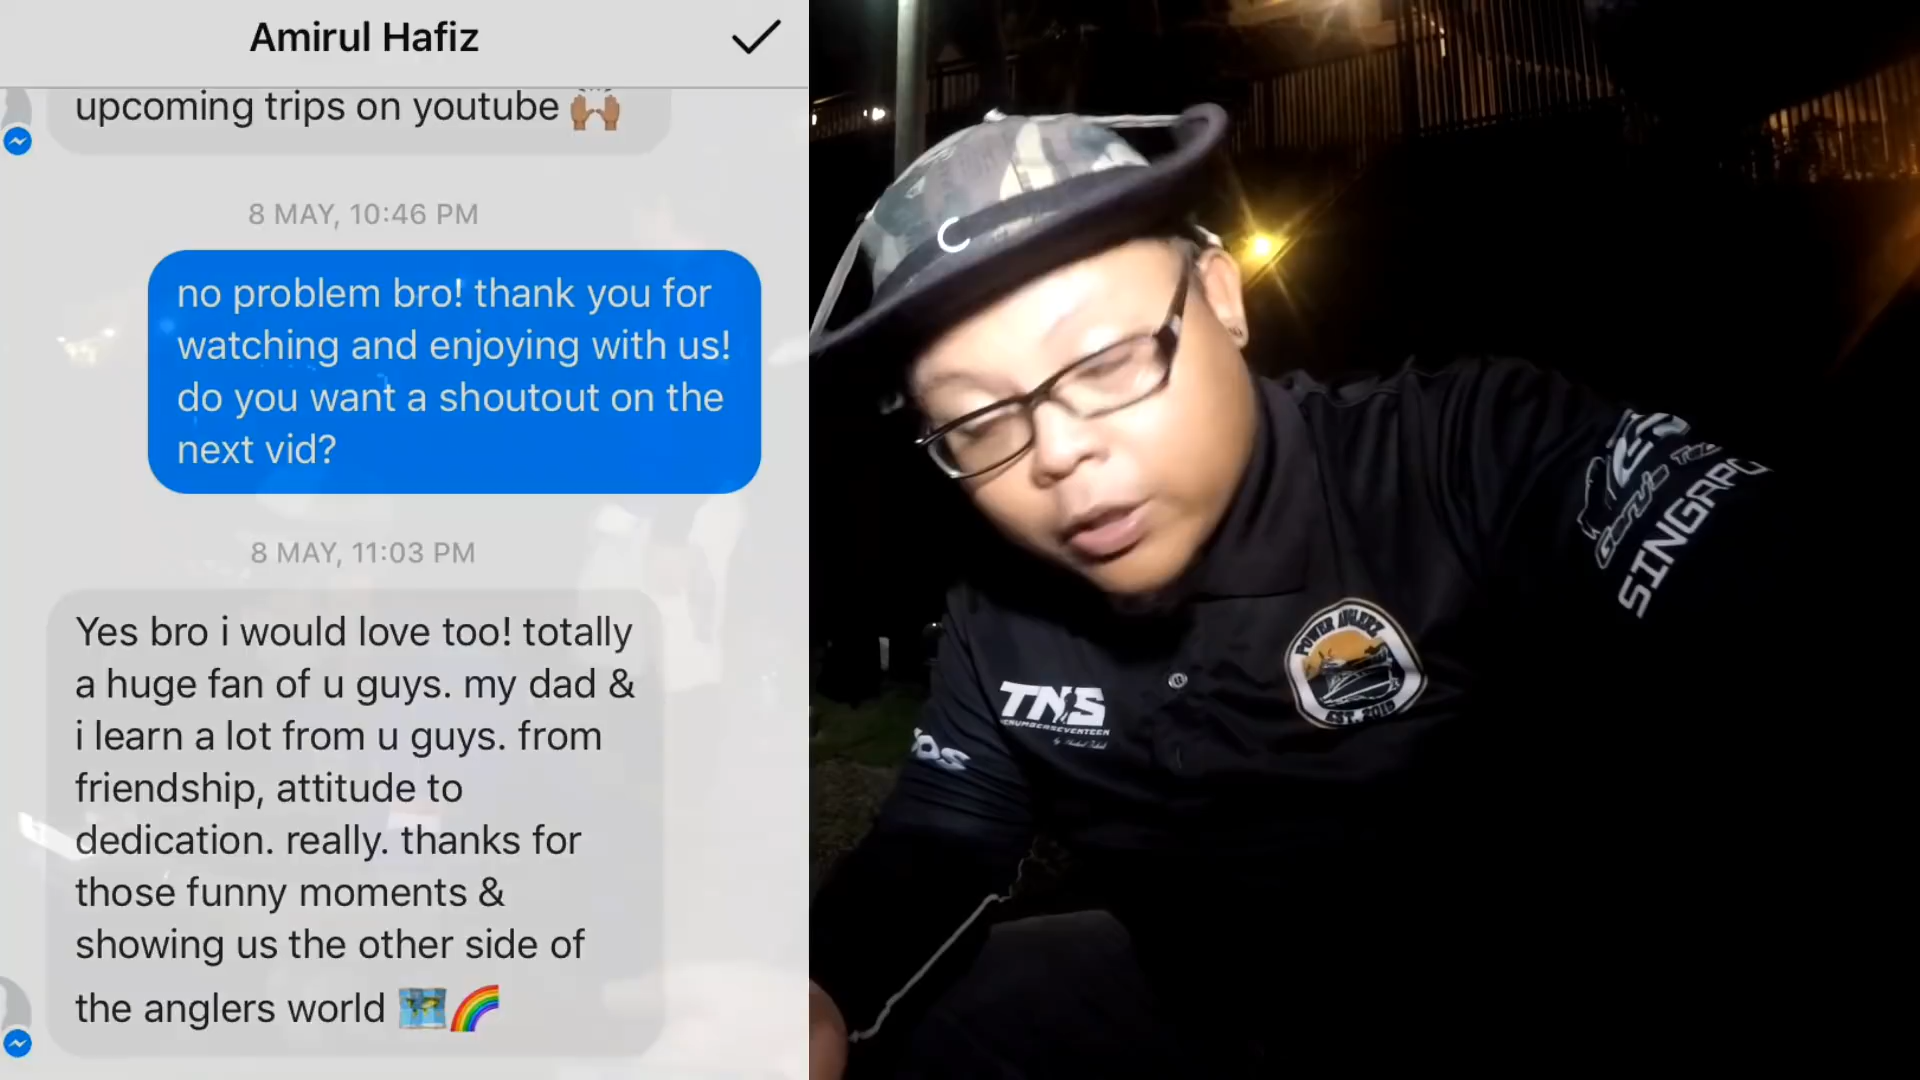 Amirul Hafiz
upcoming trips on youtube 🙌🏽
8 MAY, 10:46 PM
no problem bro! thank you for
watching and enjoying with us!
do you want a shoutout on the
next vid?
8 MAY, 11:03 PM
Yes bro i would love too! totally
a huge fan of u guys. my dad &
i learn a lot from u guys. from
friendship, attitude to
dedication. really. thanks for
those funny moments &
showing us the other side of
the anglers world 🗺️🌈
C
TNS
POWER ANGLERZ
EST. 2015